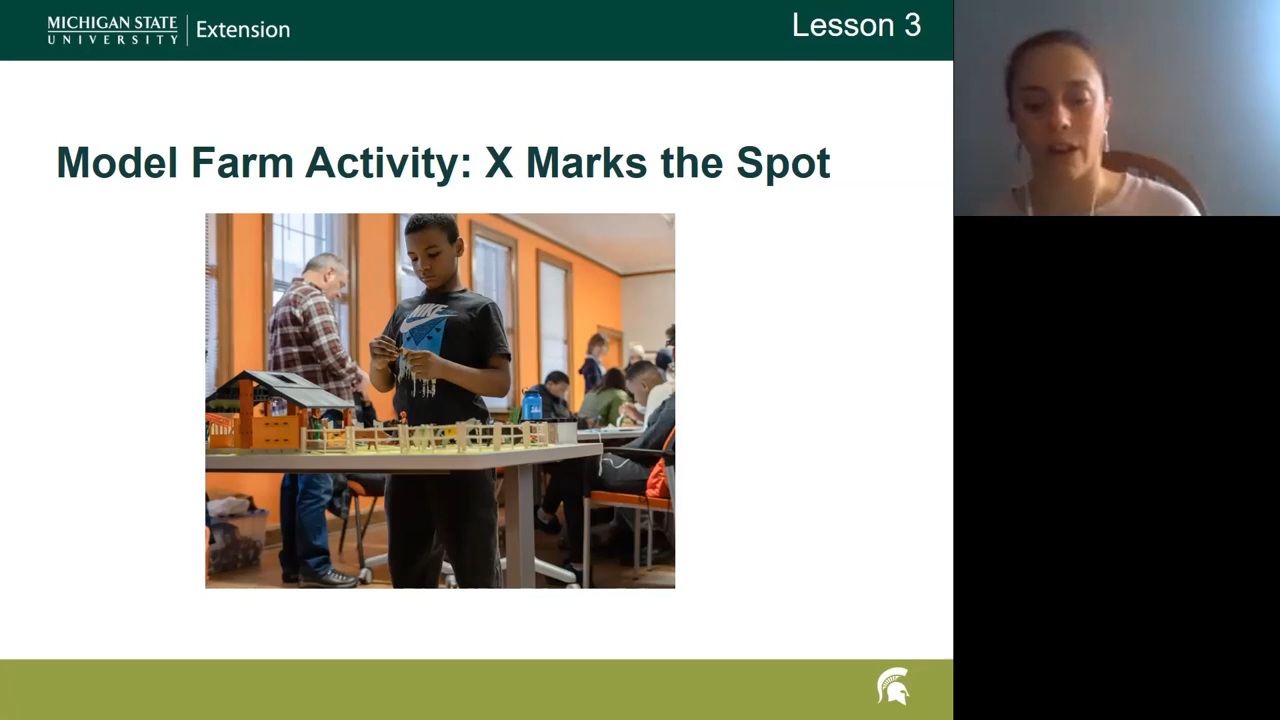 MICHIGAN STATE
UNIVERSITY
Extension
Lesson 3
Model Farm Activity: X Marks the Spot
NIKE